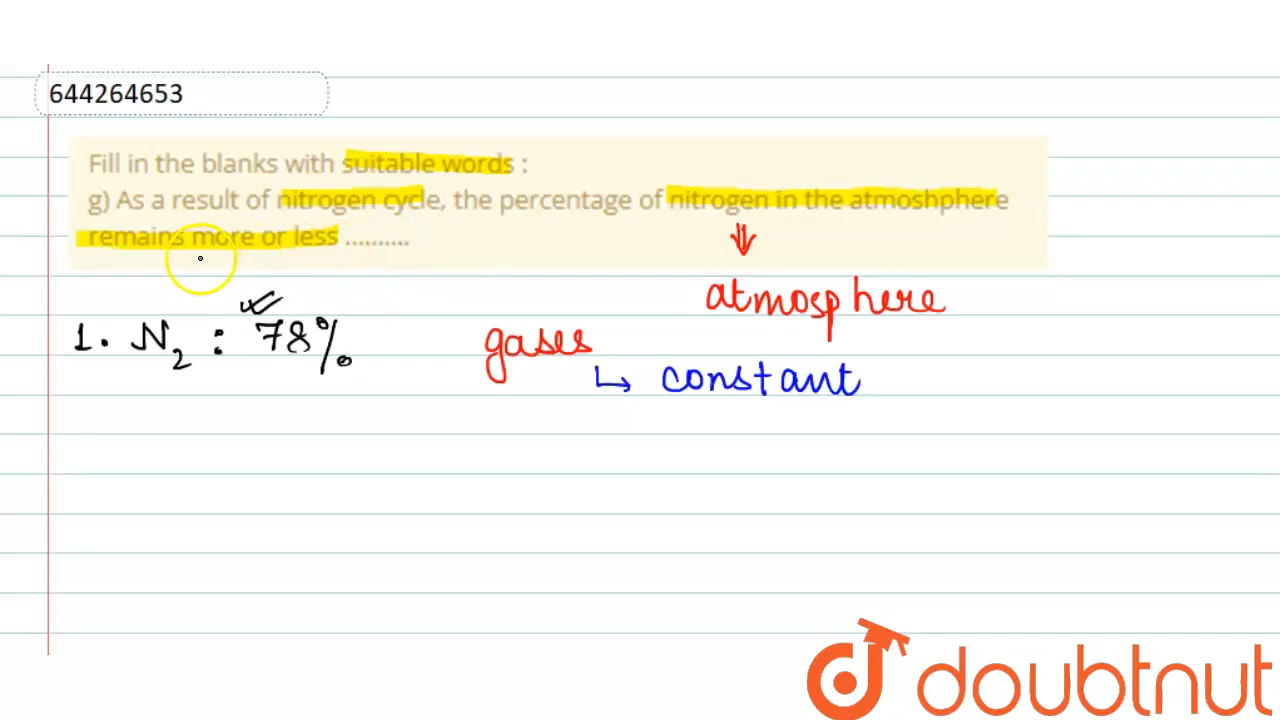 644264653
Fill in the blanks with suitable words :
g) As a result of nitrogen cycle, the percentage of nitrogen in the atmoshphere
remains more or less ..........
atmosphere
1. N₂ : 78%
gases
↳ constant
doubtnut